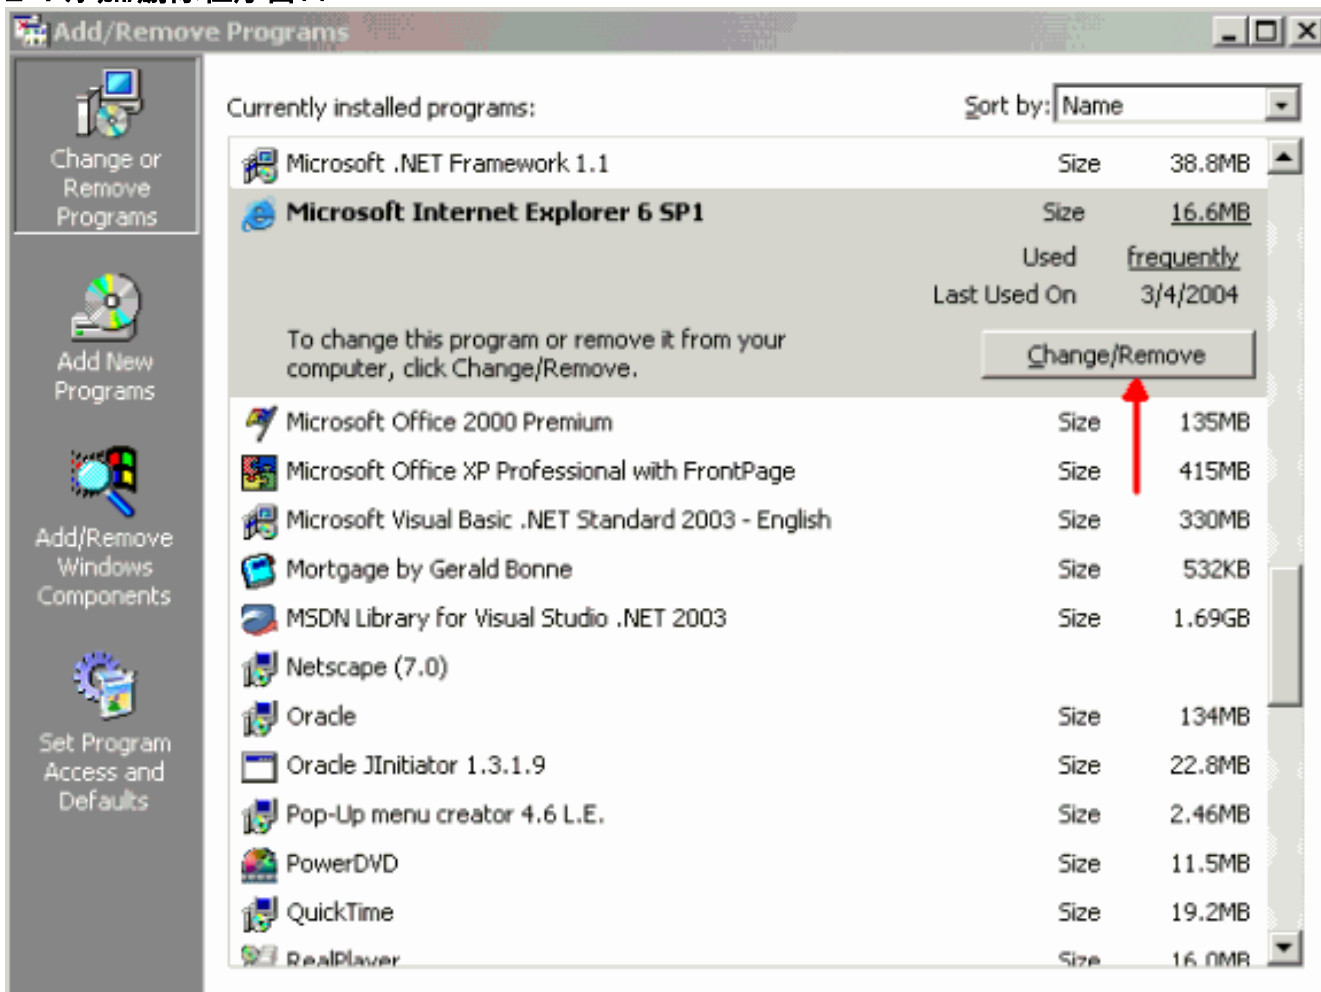 Add/Remove Programs
Change or
Remove
Programs
Add New
Programs
Add/Remove
Windows
Components
Set Program
Access and
Defaults
Currently installed programs:
Sort by: Name
Microsoft .NET Framework 1.1 Size 38.8MB
Microsoft Internet Explorer 6 SP1 Size 16.6MB
Used frequently
Last Used On 3/4/2004
To change this program or remove it from your
computer, click Change/Remove.
Change/Remove
Microsoft Office 2000 Premium Size 135MB
Microsoft Office XP Professional with FrontPage Size 415MB
Microsoft Visual Basic .NET Standard 2003 - English Size 330MB
Mortgage by Gerald Bonne Size 532KB
MSDN Library for Visual Studio .NET 2003 Size 1.69GB
Netscape (7.0)
Oracle Size 134MB
Oracle JInitiator 1.3.1.9 Size 22.8MB
Pop-Up menu creator 4.6 L.E. Size 2.46MB
PowerDVD Size 11.5MB
QuickTime Size 19.2MB
RealPlayer Size 16.0MB